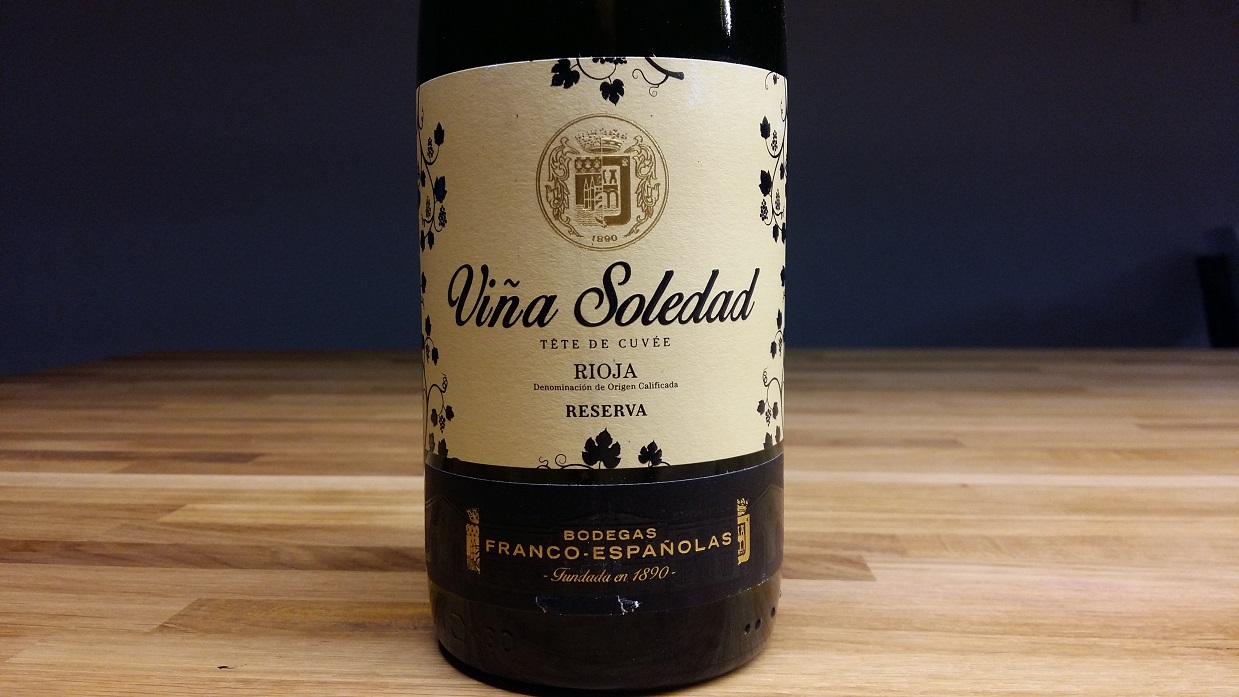 1890
Viña Soledad
TÊTE DE CUVÉE
RIOJA
Denominación de Origen Calificada
RESERVA
BODEGAS
FRANCO-ESPAÑOLAS
- Fundada en 1890 -